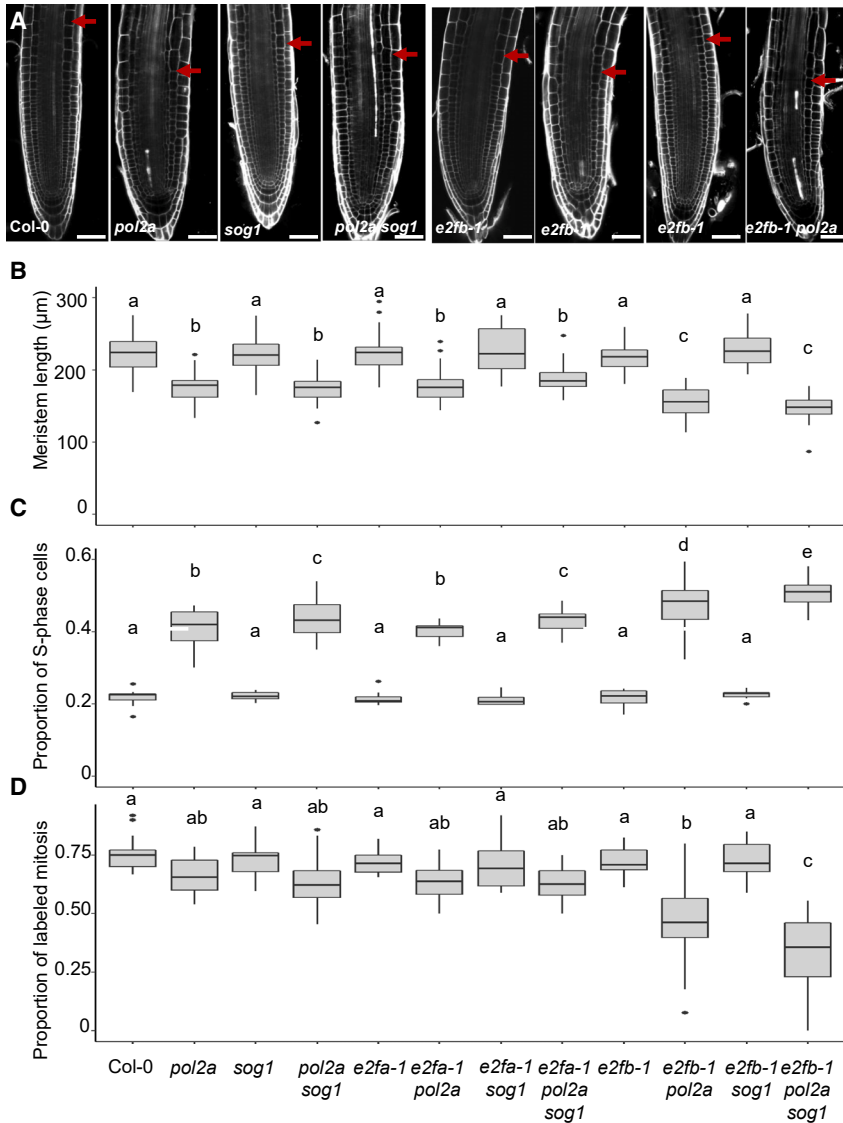 A
Col-0
pol2a
sog1
pol2a sog1
e2fb-1
e2fb-1
e2fb-1
e2fb-1 pol2a
B
Meristem length (µm)
300
200
100
0
a
b
a
b
a
b
a
b
a
c
a
c
C
Proportion of S-phase cells
0.6
0.4
0.2
0
a
b
a
c
a
b
a
c
a
d
a
e
D
Proportion of labeled mitosis
0.75
0.50
0.25
0
a
ab
a
ab
a
ab
a
ab
a
b
a
c
Col-0
pol2a
sog1
pol2a
sog1
e2fa-1
e2fa-1
pol2a
e2fa-1
sog1
e2fa-1
pol2a
sog1
e2fb-1
e2fb-1
pol2a
e2fb-1
sog1
e2fb-1
pol2a
sog1